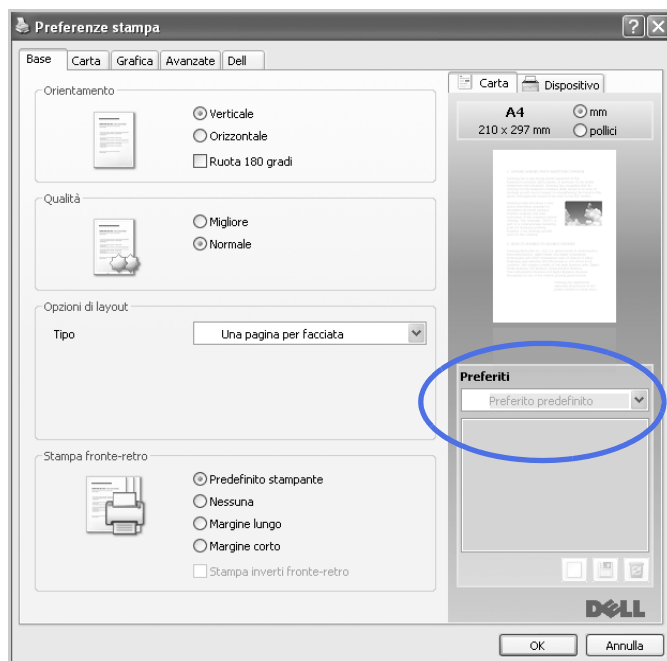 Preferenze stampa
Base Carta Grafica Avanzate Dell
Orientamento
Verticale
Orizzontale
Ruota 180 gradi
Qualità
Migliore
Normale
Opzioni di layout
Tipo
Una pagina per facciata
Stampa fronte-retro
Predefinito stampante
Nessuna
Margine lungo
Margine corto
Stampa inverti fronte-retro
Carta Dispositivo
A4
210 x 297 mm
mm
pollici
Preferiti
Preferito predefinito
DELL
OK Annulla